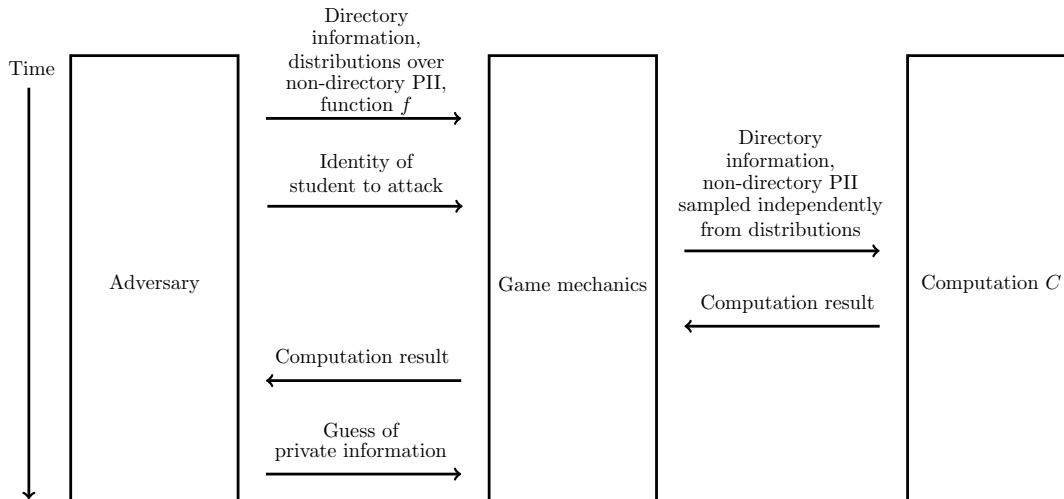 Time
Directory
information,
distributions over
non-directory PII,
function f
Identity of
student to attack
Directory
information,
non-directory PII
sampled independently
from distributions
Adversary
Game mechanics
Computation C
Computation result
Computation result
Guess of
private information